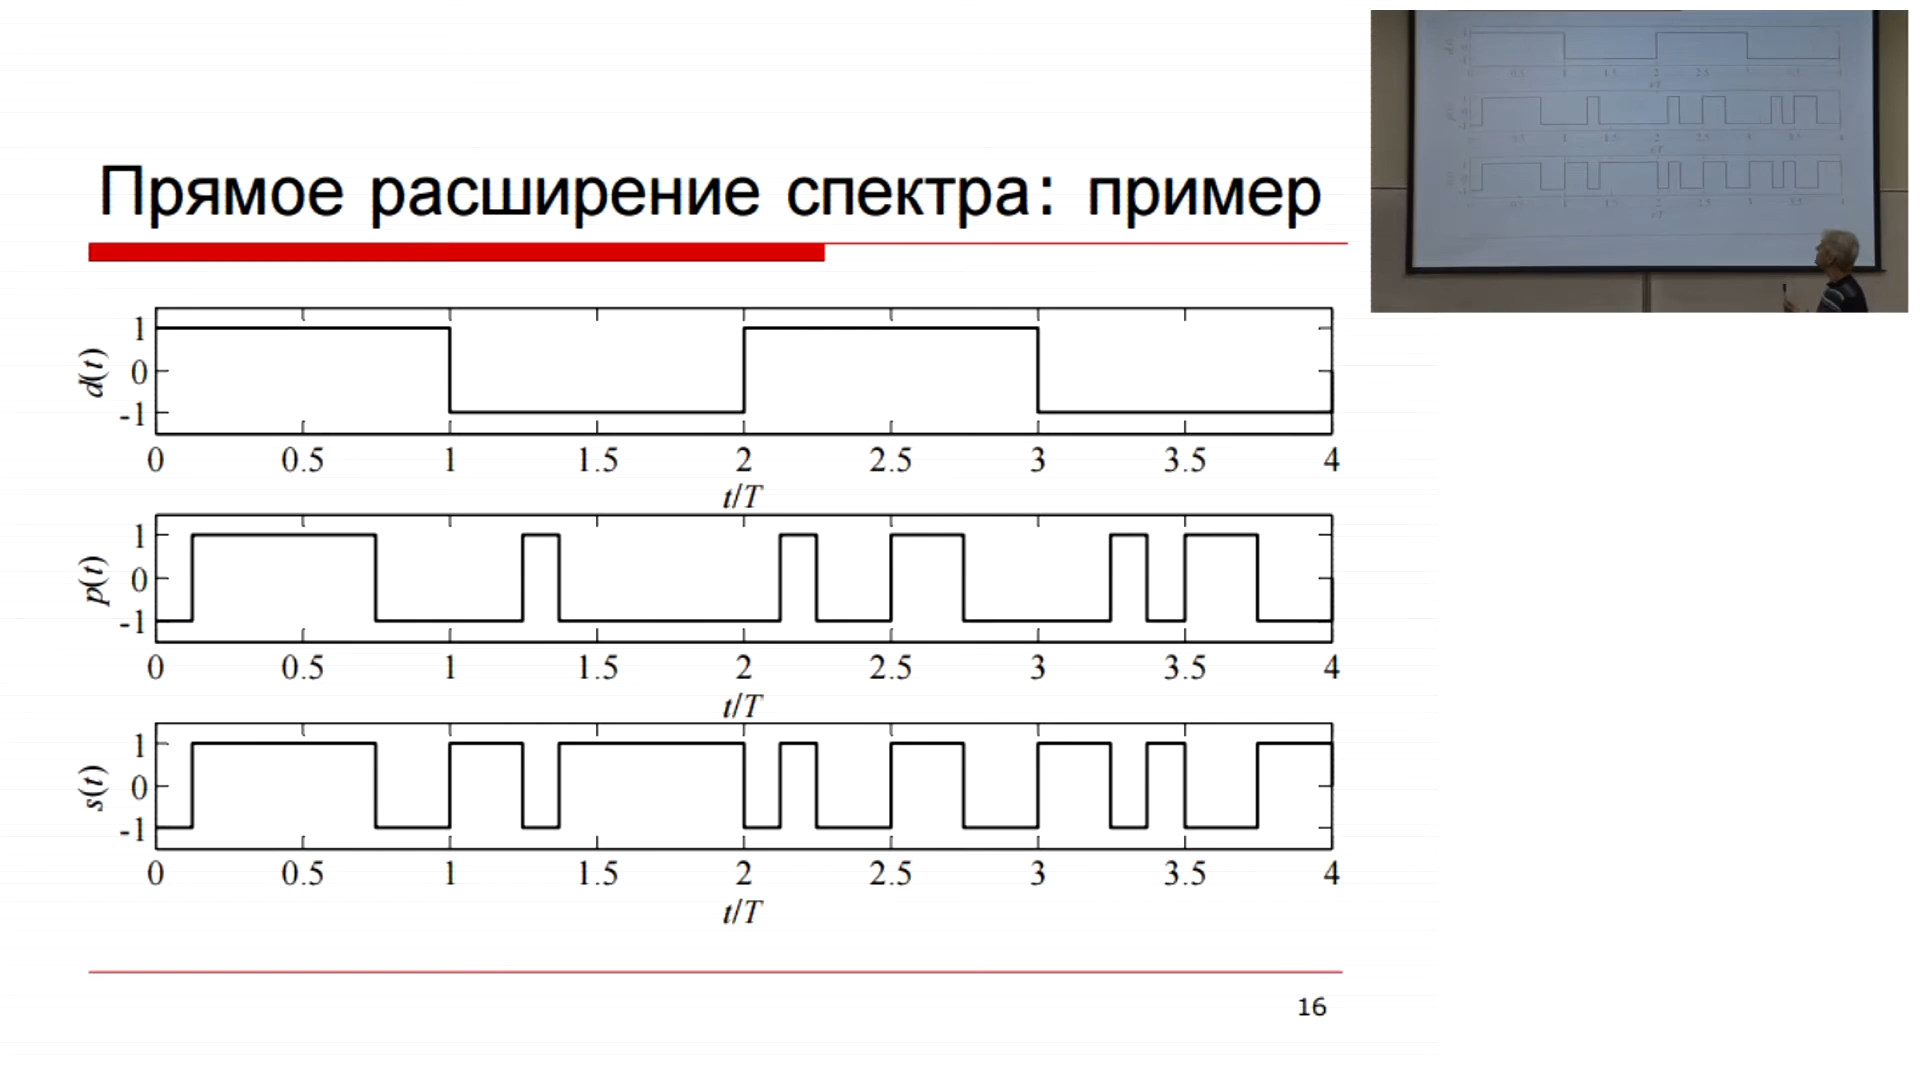 Прямое расширение спектра: пример
d(t)
1
0
-1
0 0.5 1 1.5 2 2.5 3 3.5 4
t/T
p(t)
1
0
-1
0 0.5 1 1.5 2 2.5 3 3.5 4
t/T
s(t)
1
0
-1
0 0.5 1 1.5 2 2.5 3 3.5 4
t/T
16